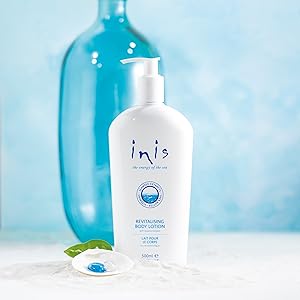 inis
the energy of the sea
REVITALISING
BODY LOTION
LAIT POUR
LE CORPS
500ml e